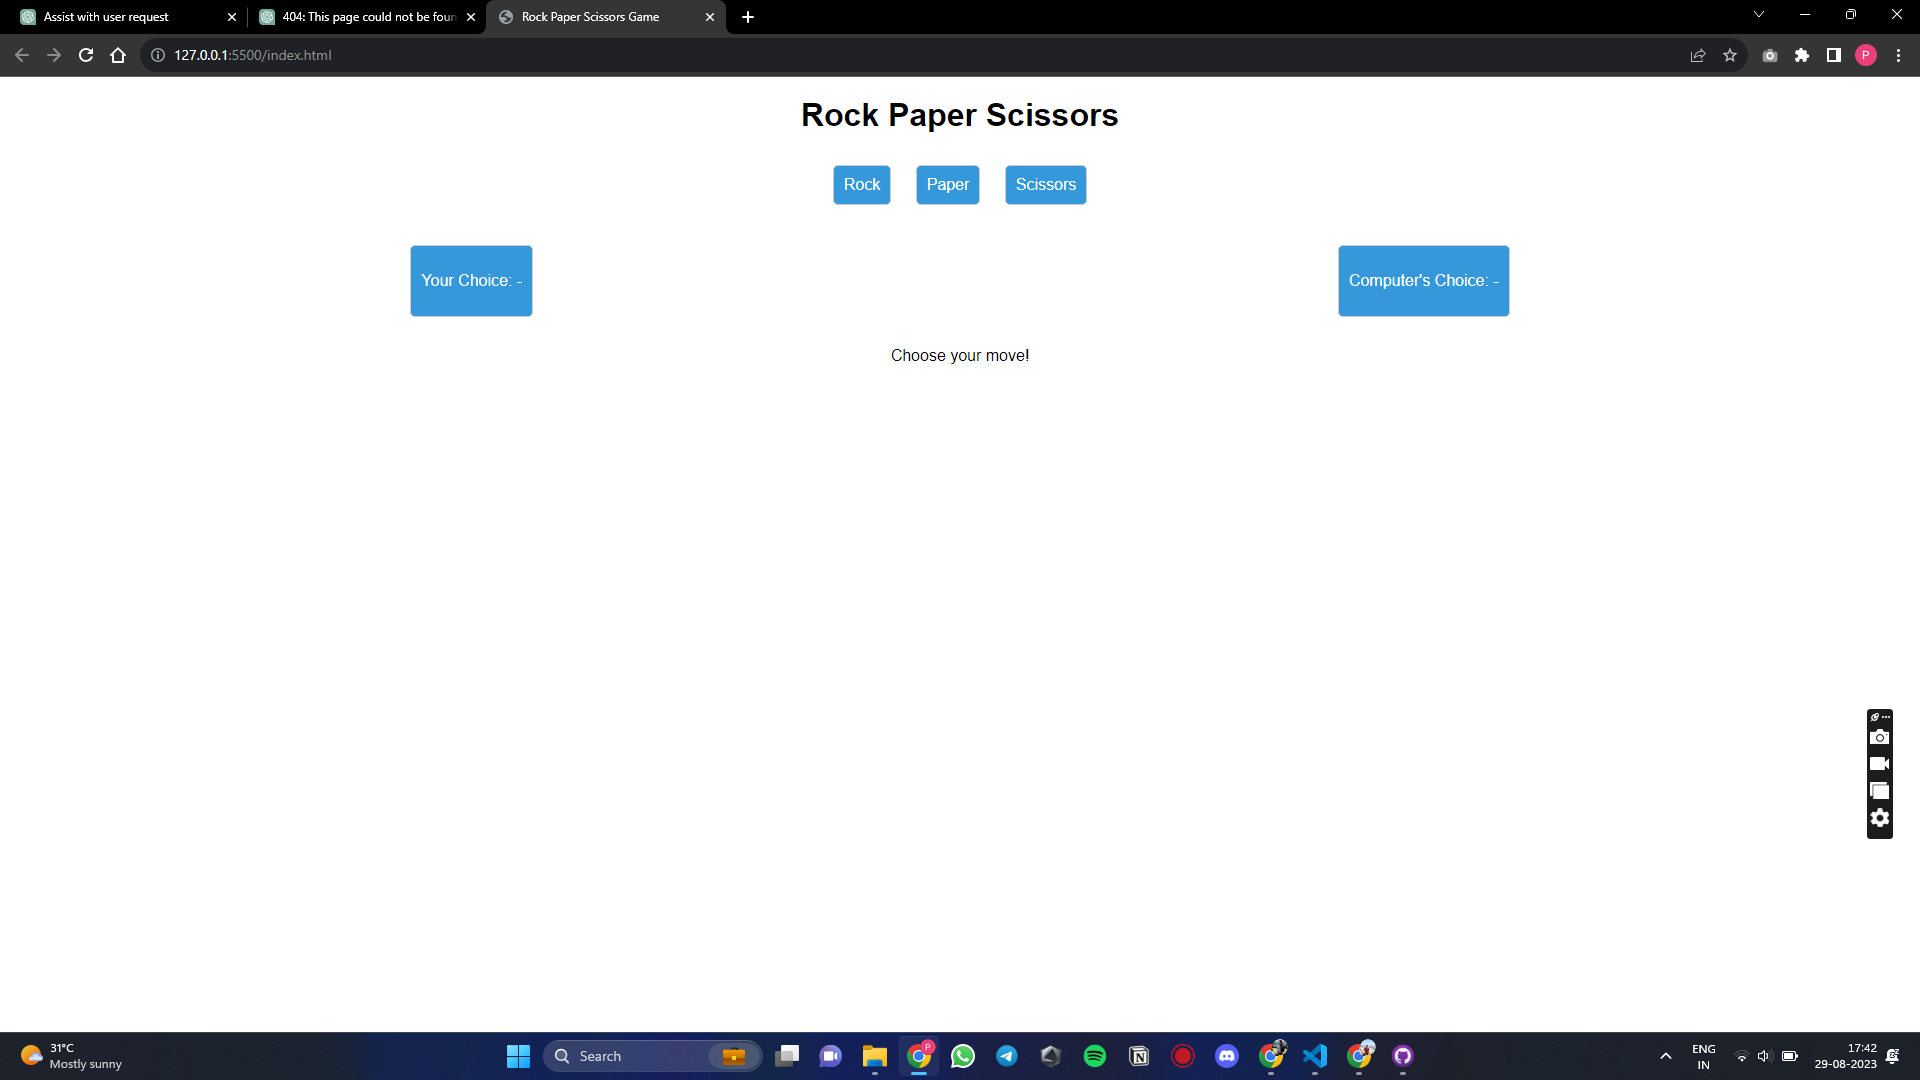 Assist with user request
404: This page could not be foun
Rock Paper Scissors Game
127.0.0.1:5500/index.html
P
Rock Paper Scissors
Rock
Paper
Scissors
Your Choice: -
Computer's Choice: -
Choose your move!
31°C
Mostly sunny
Search
P
ENG
IN
17:42
29-08-2023